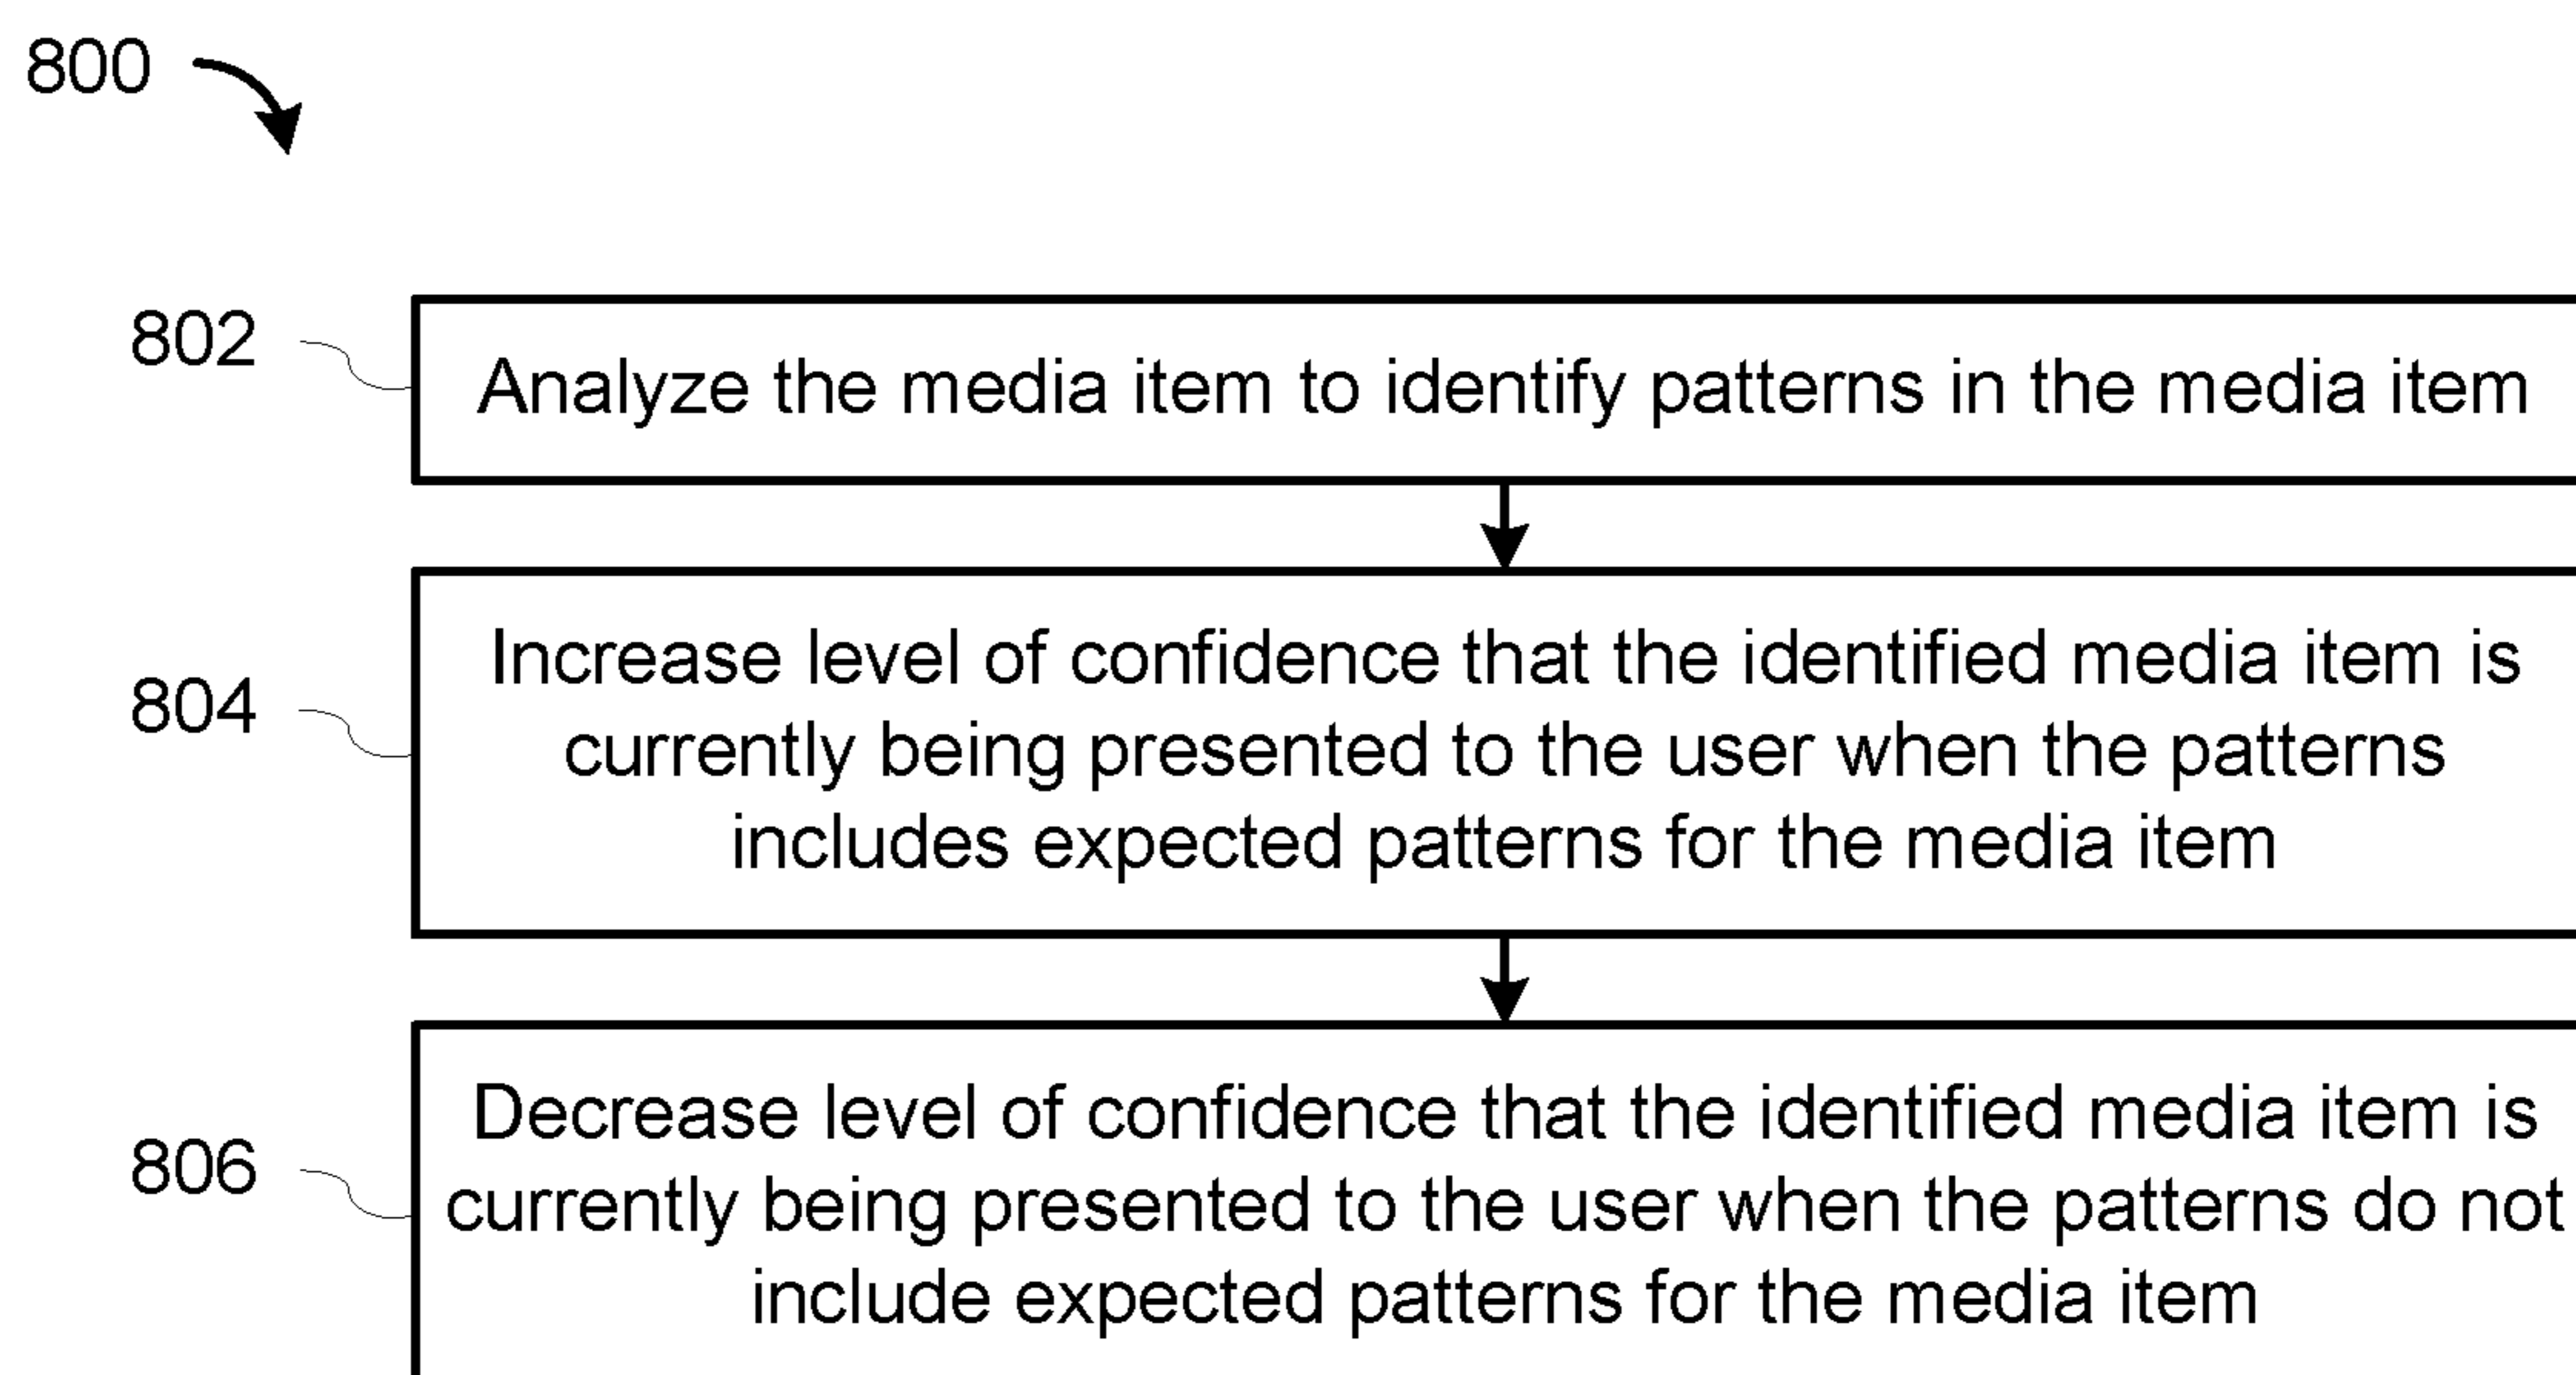 800
802
Analyze the media item to identify patterns in the media item
804
Increase level of confidence that the identified media item is
currently being presented to the user when the patterns
includes expected patterns for the media item
806
Decrease level of confidence that the identified media item is
currently being presented to the user when the patterns do not
include expected patterns for the media item